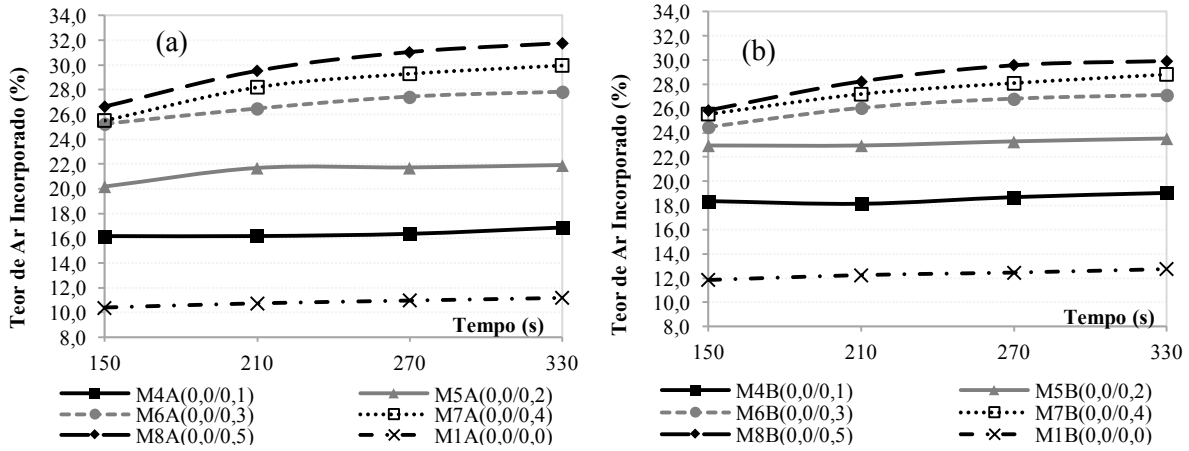 Teor de Ar Incorporado (%)
34,0
32,0
30,0
28,0
26,0
24,0
22,0
20,0
18,0
16,0
14,0
12,0
10,0
8,0
(a)
Tempo (s)
150 210 270 330
M4A(0,0/0,1) M5A(0,0/0,2)
M6A(0,0/0,3) M7A(0,0/0,4)
M8A(0,0/0,5) M1A(0,0/0,0)
Teor de Ar Incorporado (%)
34,0
32,0
30,0
28,0
26,0
24,0
22,0
20,0
18,0
16,0
14,0
12,0
10,0
8,0
(b)
Tempo (s)
150 210 270 330
M4B(0,0/0,1) M5B(0,0/0,2)
M6B(0,0/0,3) M7B(0,0/0,4)
M8B(0,0/0,5) M1B(0,0/0,0)